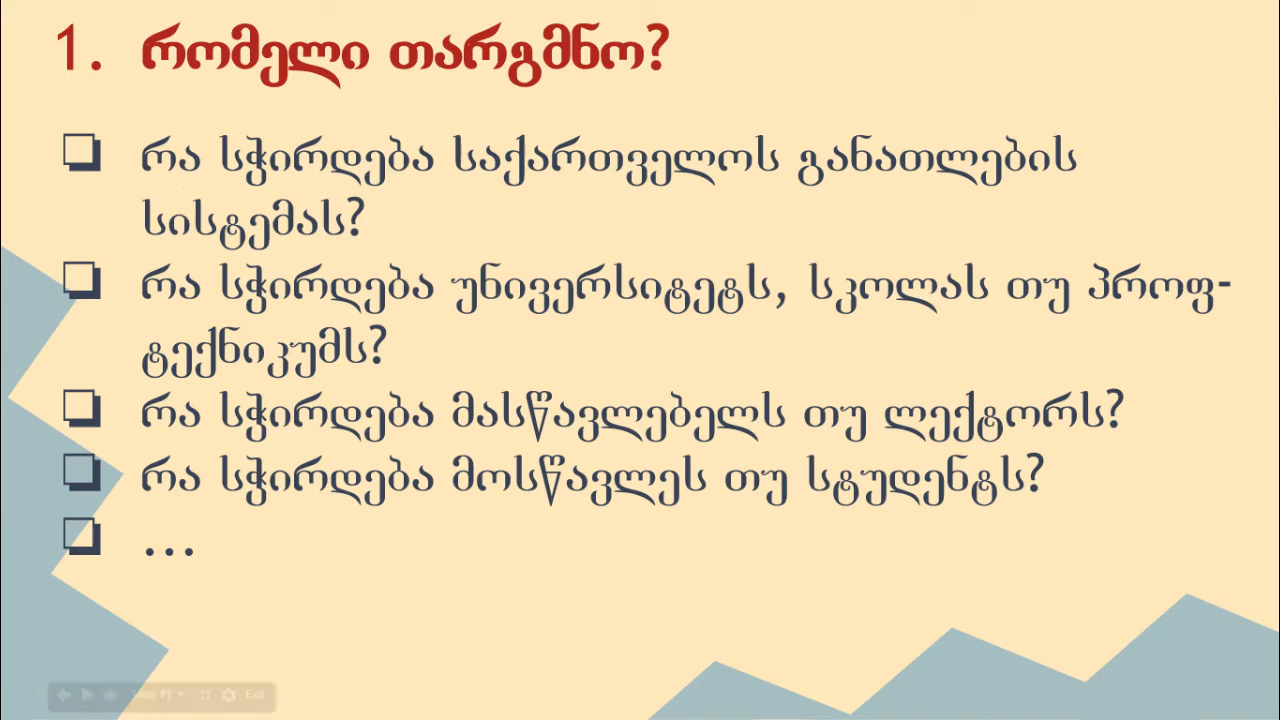 1. რომელი თარგმნო?
❏ რა სჭირდება საქართველოს განათლების
სისტემას?
❏ რა სჭირდება უნივერსიტეტს, სკოლას თუ პროფ-
ტექნიკუმს?
❏ რა სჭირდება მასწავლებელს თუ ლექტორს?
❏ რა სჭირდება მოსწავლეს თუ სტუდენტს?
❏ ...
Exit